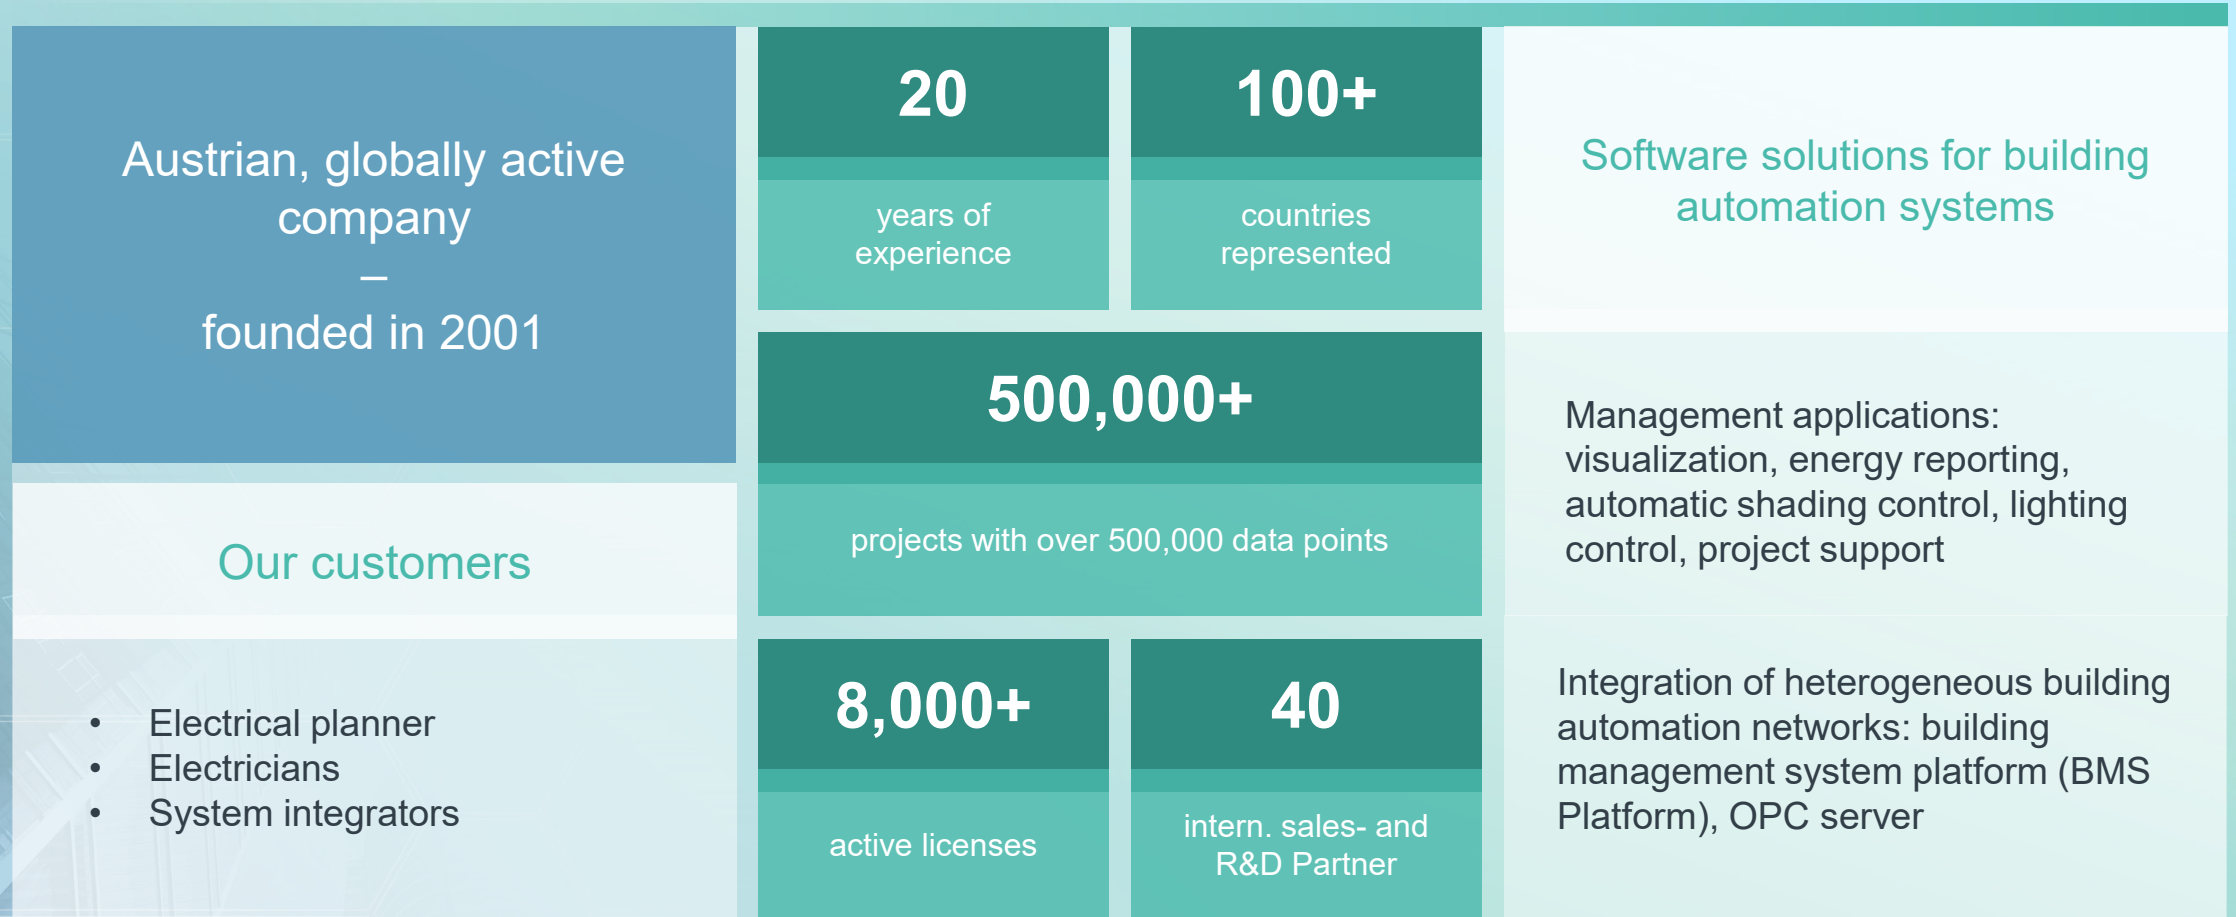 Austrian, globally active
company
–
founded in 2001
Our customers
• Electrical planner
• Electricians
• System integrators
20
years of
experience
100+
countries
represented
500,000+
projects with over 500,000 data points
8,000+
active licenses
40
intern. sales- and
R&D Partner
Software solutions for building
automation systems
Management applications:
visualization, energy reporting,
automatic shading control, lighting
control, project support
Integration of heterogeneous building
automation networks: building
management system platform (BMS
Platform), OPC server